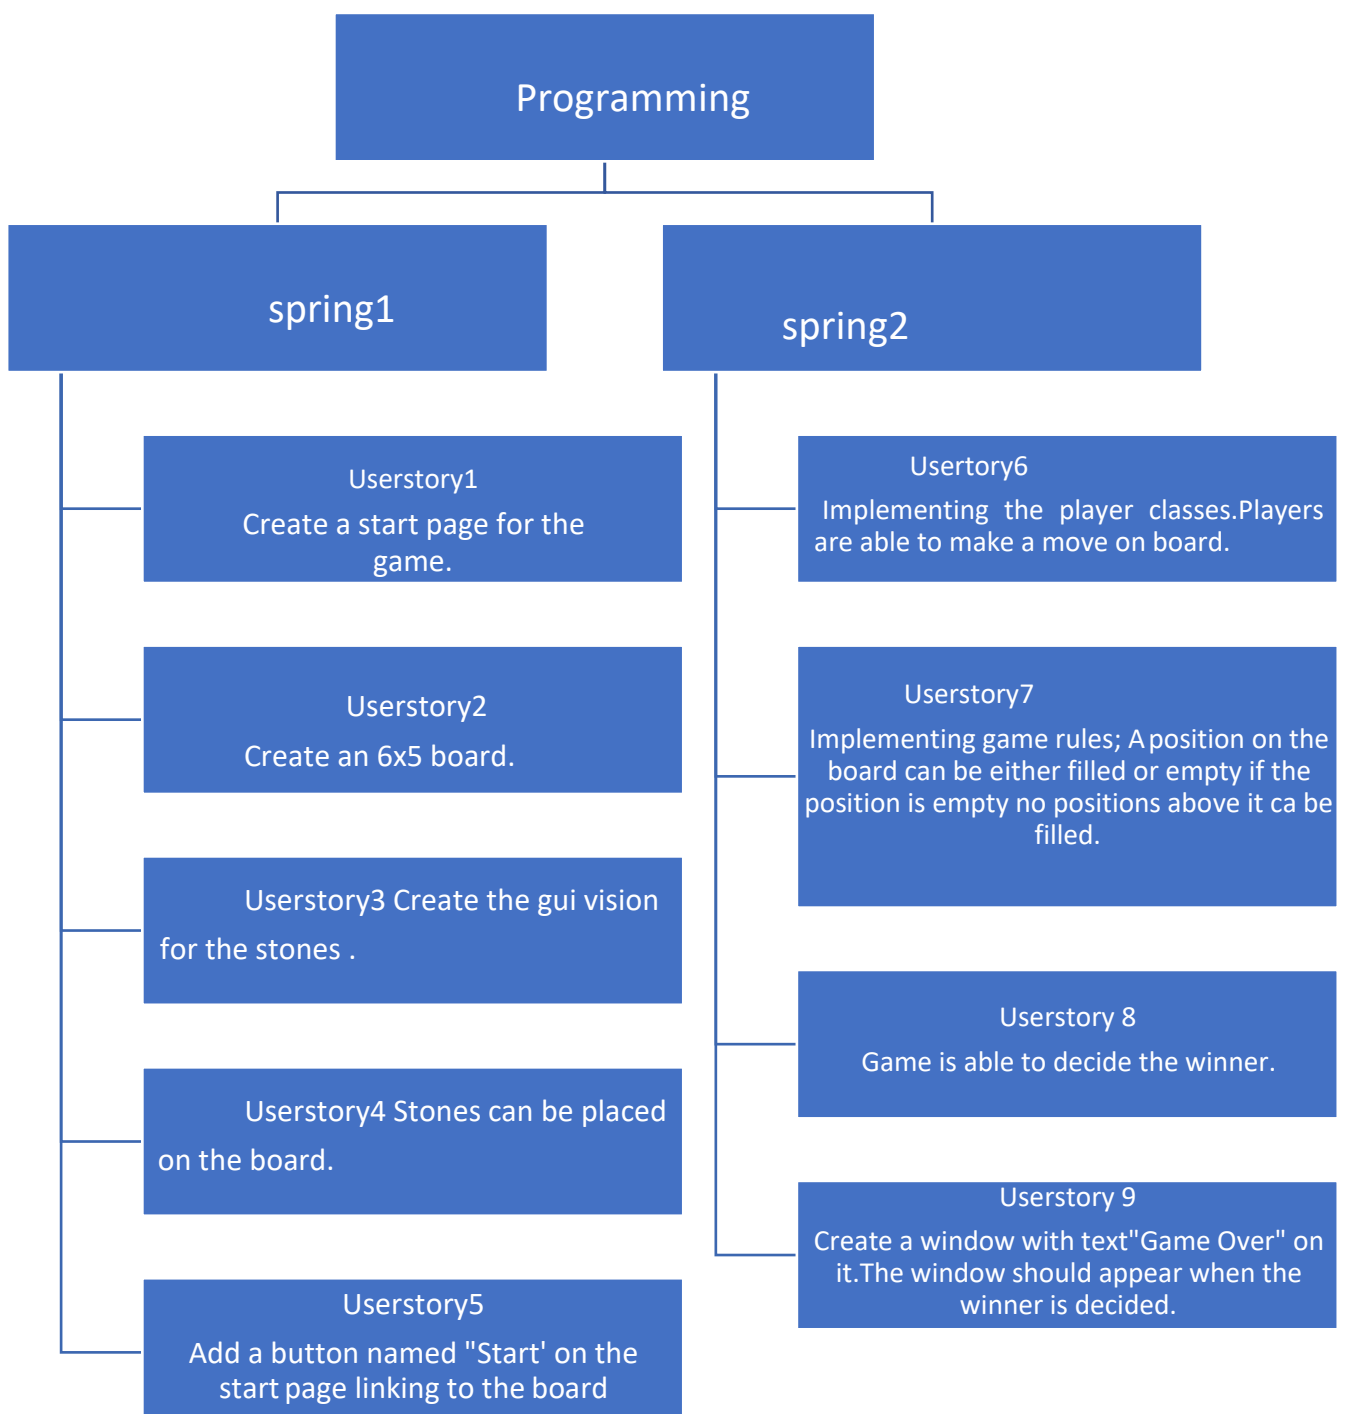 Programming
spring1
spring2
Userstory1
Create a start page for the
game.
Userstory2
Create an 6x5 board.
Userstory3 Create the gui vision
for the stones .
Userstory4 Stones can be placed
on the board.
Userstory5
Add a button named "Start' on the
start page linking to the board
Usertory6
Implementing the player classes.Players
are able to make a move on board.
Userstory7
Implementing game rules; A position on the
board can be either filled or empty if the
position is empty no positions above it ca be
filled.
Userstory 8
Game is able to decide the winner.
Userstory 9
Create a window with text"Game Over" on
it.The window should appear when the
winner is decided.